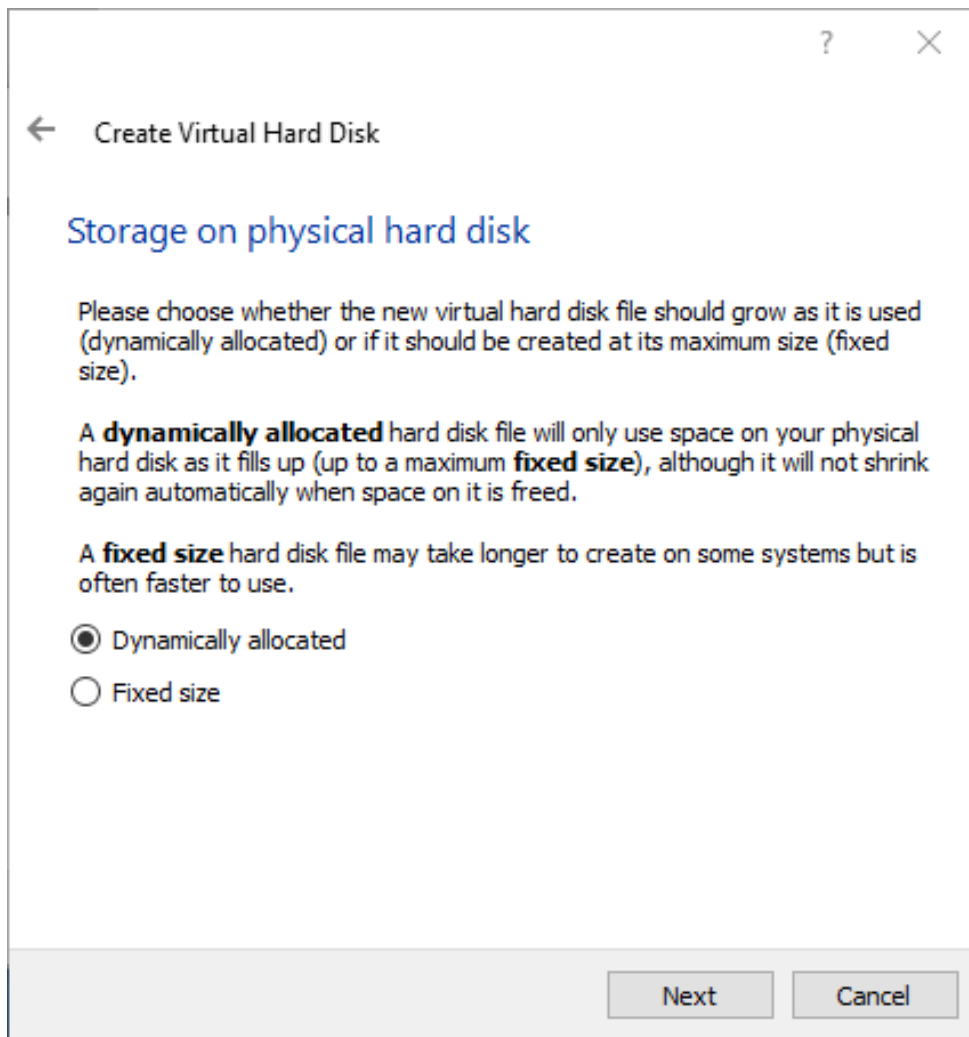 ?
Create Virtual Hard Disk
Storage on physical hard disk
Please choose whether the new virtual hard disk file should grow as it is used
(dynamically allocated) or if it should be created at its maximum size (fixed
size).
A dynamically allocated hard disk file will only use space on your physical
hard disk as it fills up (up to a maximum fixed size), although it will not shrink
again automatically when space on it is freed.
A fixed size hard disk file may take longer to create on some systems but is
often faster to use.
Dynamically allocated
Fixed size
Next Cancel